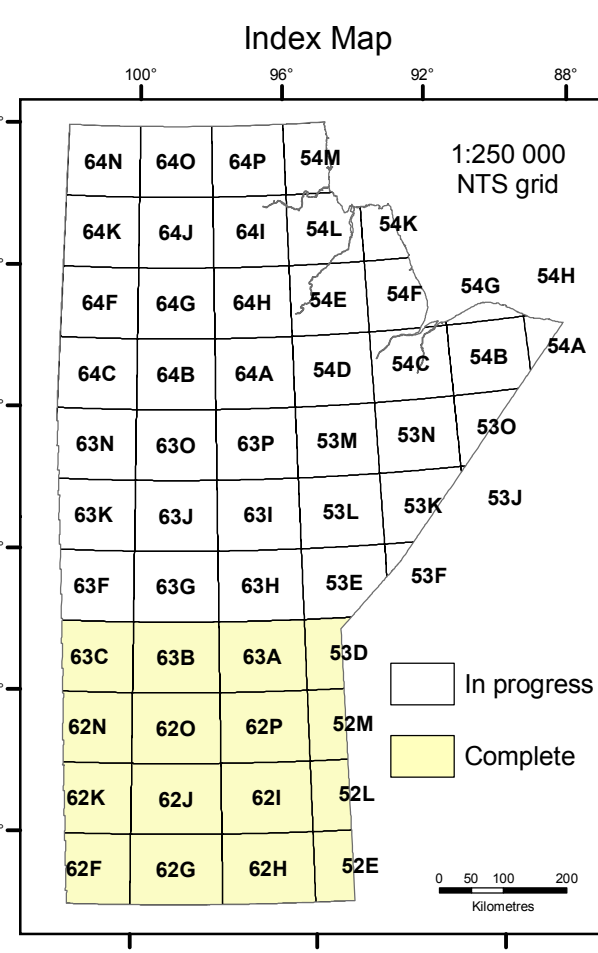 Index Map
100° 96° 92° 88°
1:250 000
NTS grid
64N 64O 64P 54M
64K 64J 64I 54L 54K
64F 64G 64H 54E 54F 54G 54H
64C 64B 64A 54D 54C 54B 54A
63N 63O 63P 53M 53N 53O
63K 63J 63I 53L 53K 53J
63F 63G 63H 53E 53F
63C 63B 63A 53D
In progress
62N 62O 62P 52M
Complete
62K 62J 62I 52L
62F 62G 62H 52E
0 50 100 200
Kilometres